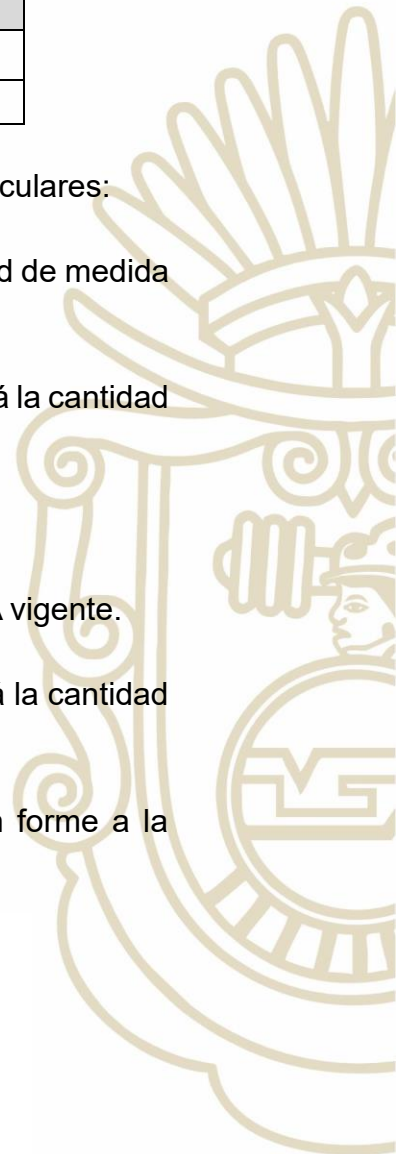 culares:
d de medida
á la cantidad
vigente.
á la cantidad
forme a la